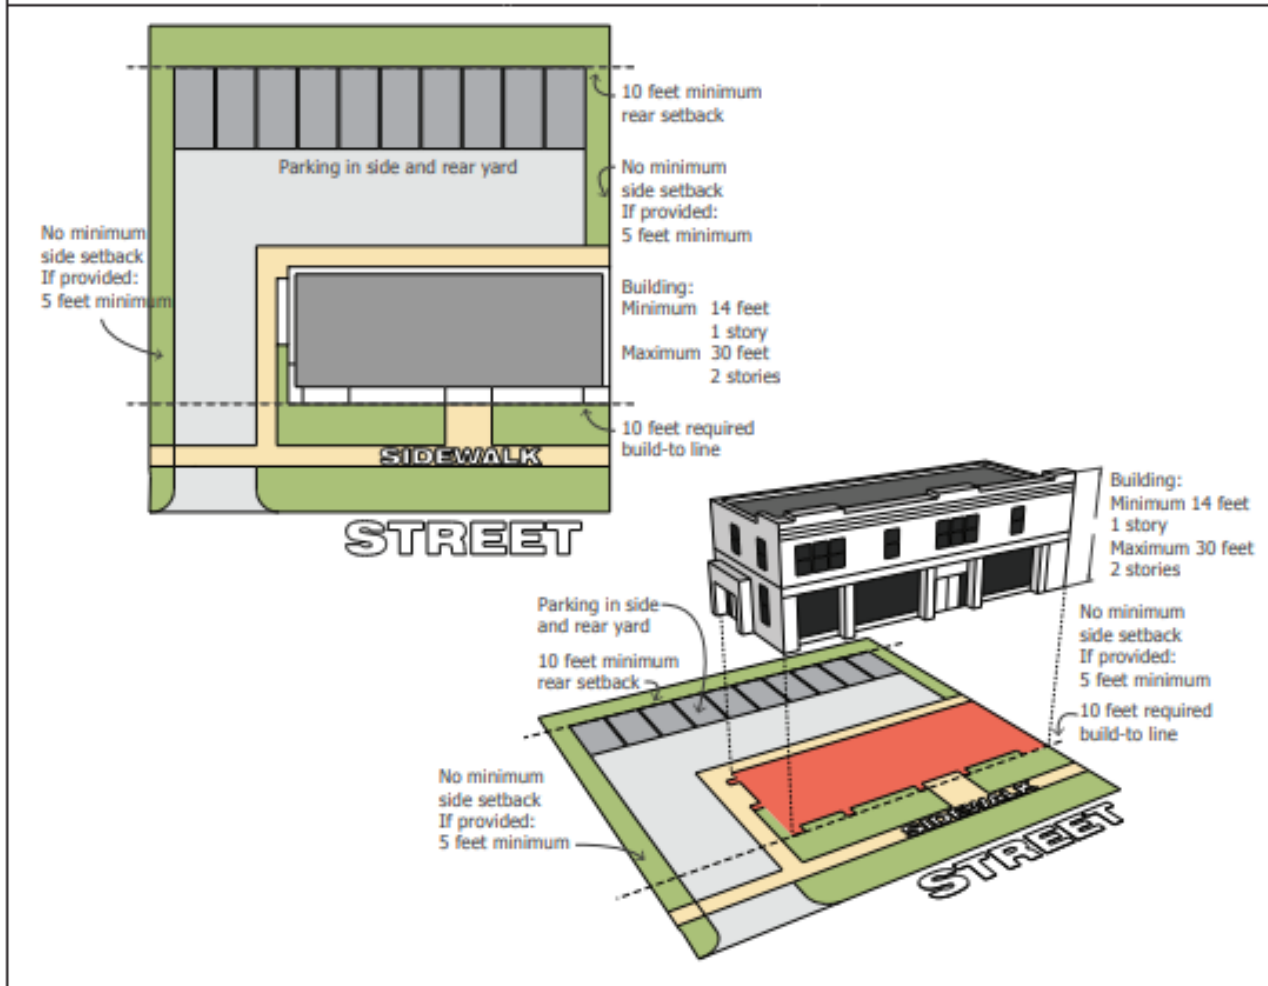 10 feet minimum
rear setback
Parking in side and rear yard
No minimum
side setback
If provided:
5 feet minimum
No minimum
side setback
If provided:
5 feet minimum
Building:
Minimum 14 feet
1 story
Maximum 30 feet
2 stories
10 feet required
build-to line
SIDEWALK
STREET
Building:
Minimum 14 feet
1 story
Maximum 30 feet
2 stories
Parking in side
and rear yard
10 feet minimum
rear setback
No minimum
side setback
If provided:
5 feet minimum
10 feet required
build-to line
No minimum
side setback
If provided:
5 feet minimum
SIDEWALK
STREET